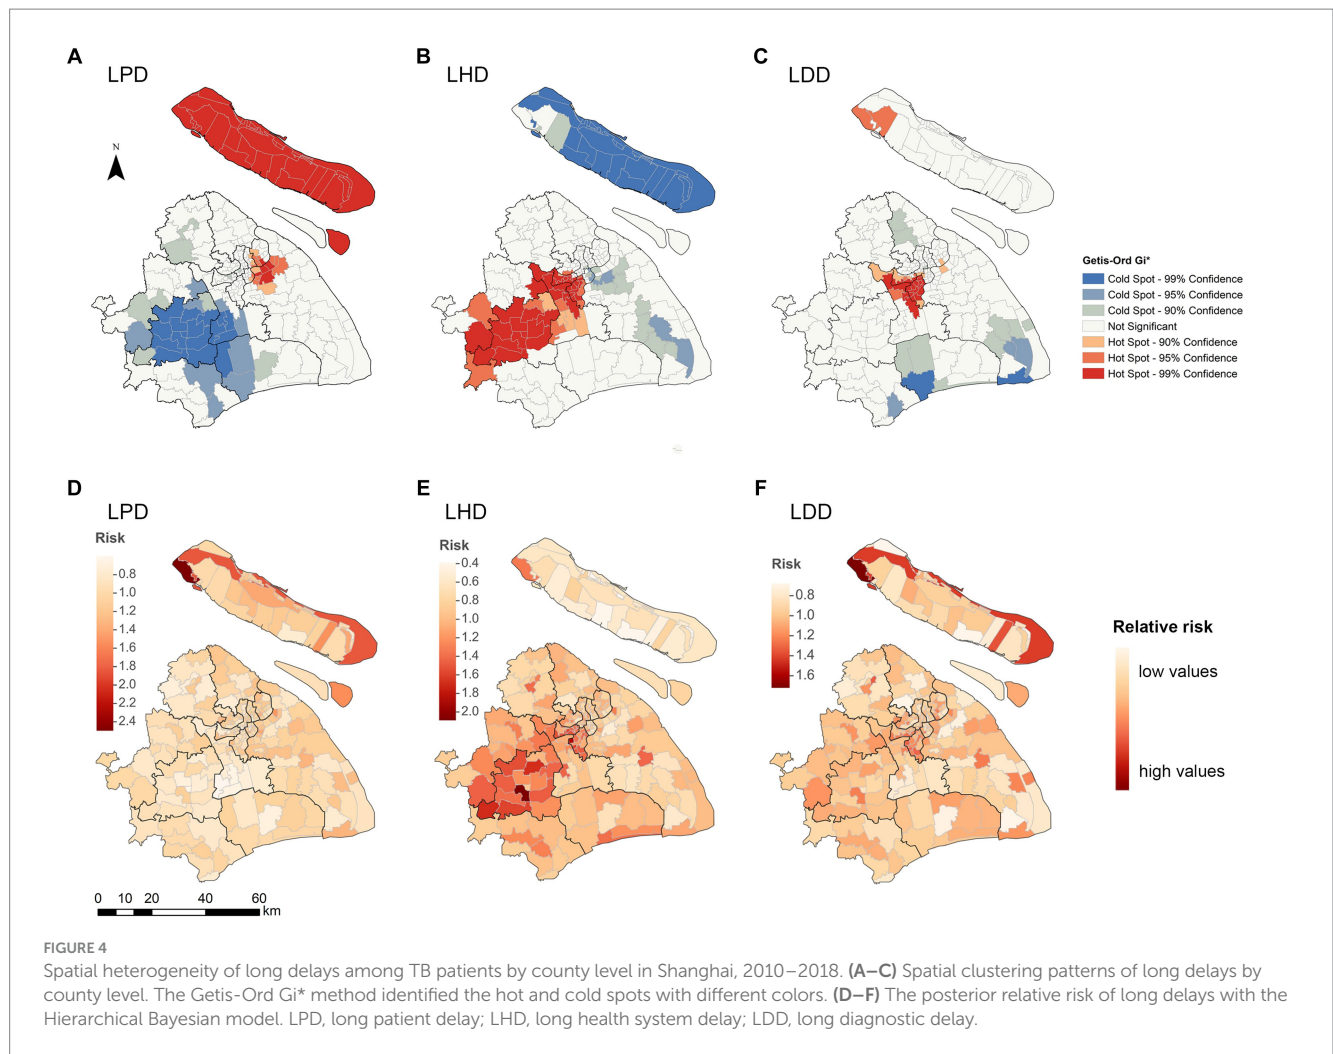 A
LPD
N
B
LHD
C
LDD
Getis-Ord Gi*
Cold Spot - 99% Confidence
Cold Spot - 95% Confidence
Cold Spot - 90% Confidence
Not Significant
Hot Spot - 90% Confidence
Hot Spot - 95% Confidence
Hot Spot - 99% Confidence
D
LPD
Risk
0.8
1.0
1.2
1.4
1.6
1.8
2.0
2.2
2.4
0 10 20 40 60
km
E
LHD
Risk
0.4
0.6
0.8
1.0
1.2
1.4
1.6
1.8
2.0
F
LDD
Risk
0.8
1.0
1.2
1.4
1.6
Relative risk
low values
high values
FIGURE 4
Spatial heterogeneity of long delays among TB patients by county level in Shanghai, 2010–2018. (A–C) Spatial clustering patterns of long delays by
county level. The Getis-Ord Gi* method identified the hot and cold spots with different colors. (D–F) The posterior relative risk of long delays with the
Hierarchical Bayesian model. LPD, long patient delay; LHD, long health system delay; LDD, long diagnostic delay.